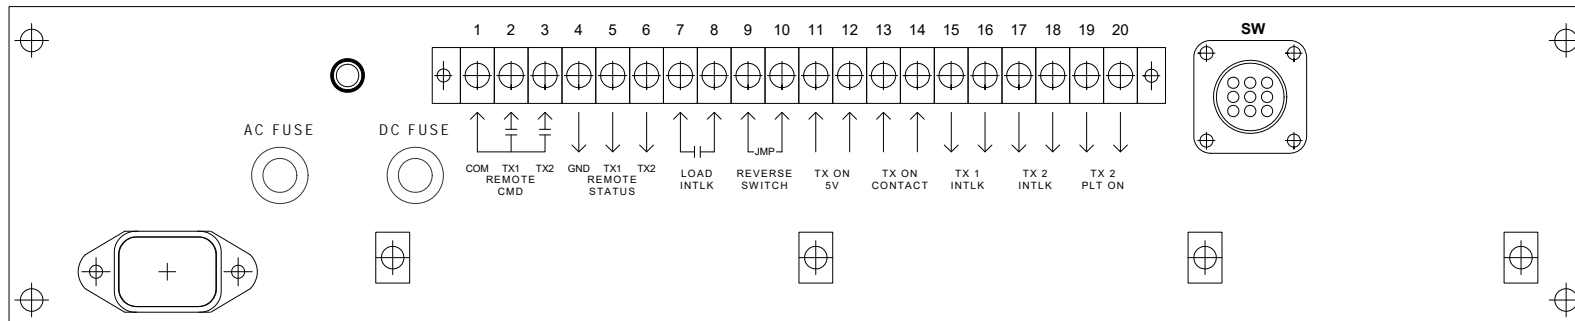 1 2 3 4 5 6 7 8 9 10 11 12 13 14 15 16 17 18 19 20 SW
AC FUSE DC FUSE
JMP
COM TX1 TX2 GND TX1 TX2 LOAD REVERSE TX ON TX ON TX 1 TX 2 TX 2
REMOTE REMOTE INTLK SWITCH 5V CONTACT INTLK INTLK PLT ON
CMD STATUS